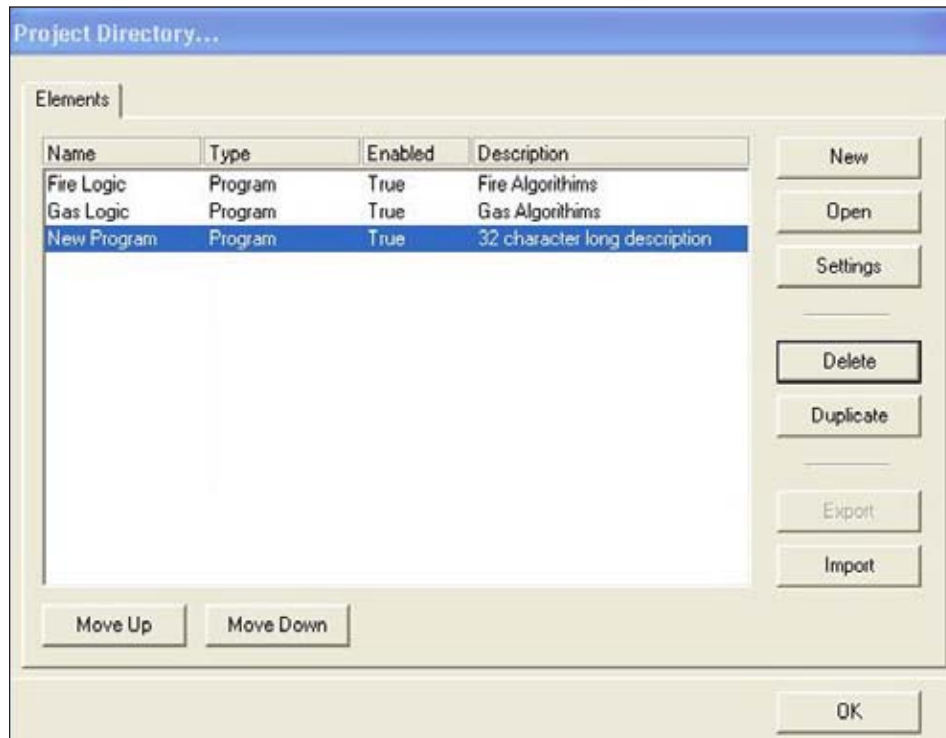 Project Directory...
Elements
Name Type Enabled Description
Fire Logic Program True Fire Algorithims
Gas Logic Program True Gas Algorithims
New Program Program True 32 character long description
New
Open
Settings
Delete
Duplicate
Export
Import
Move Up Move Down
OK